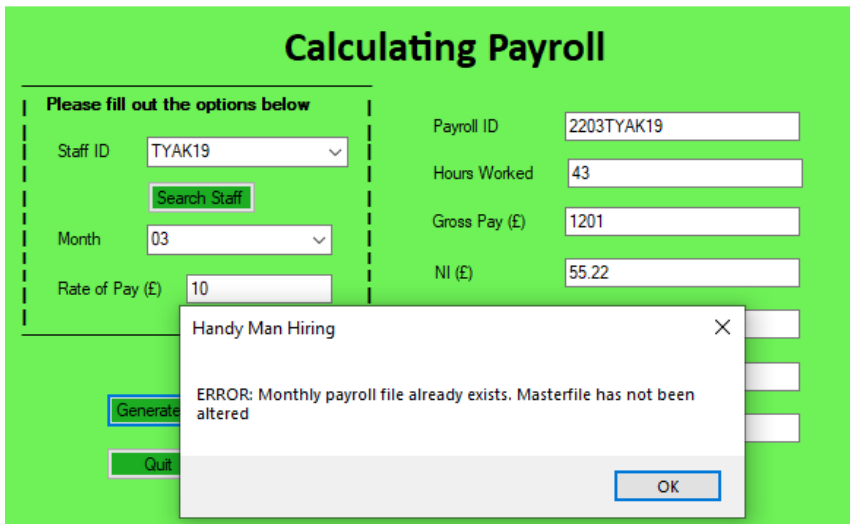 Calculating Payroll
Please fill out the options below
Staff ID
TYAK19
Search Staff
Month
03
Rate of Pay (£)
10
Payroll ID
2203TYAK19
Hours Worked
43
Gross Pay (£)
1201
NI (£)
55.22
Handy Man Hiring
ERROR: Monthly payroll file already exists. Masterfile has not been
altered
OK
Generate
Quit